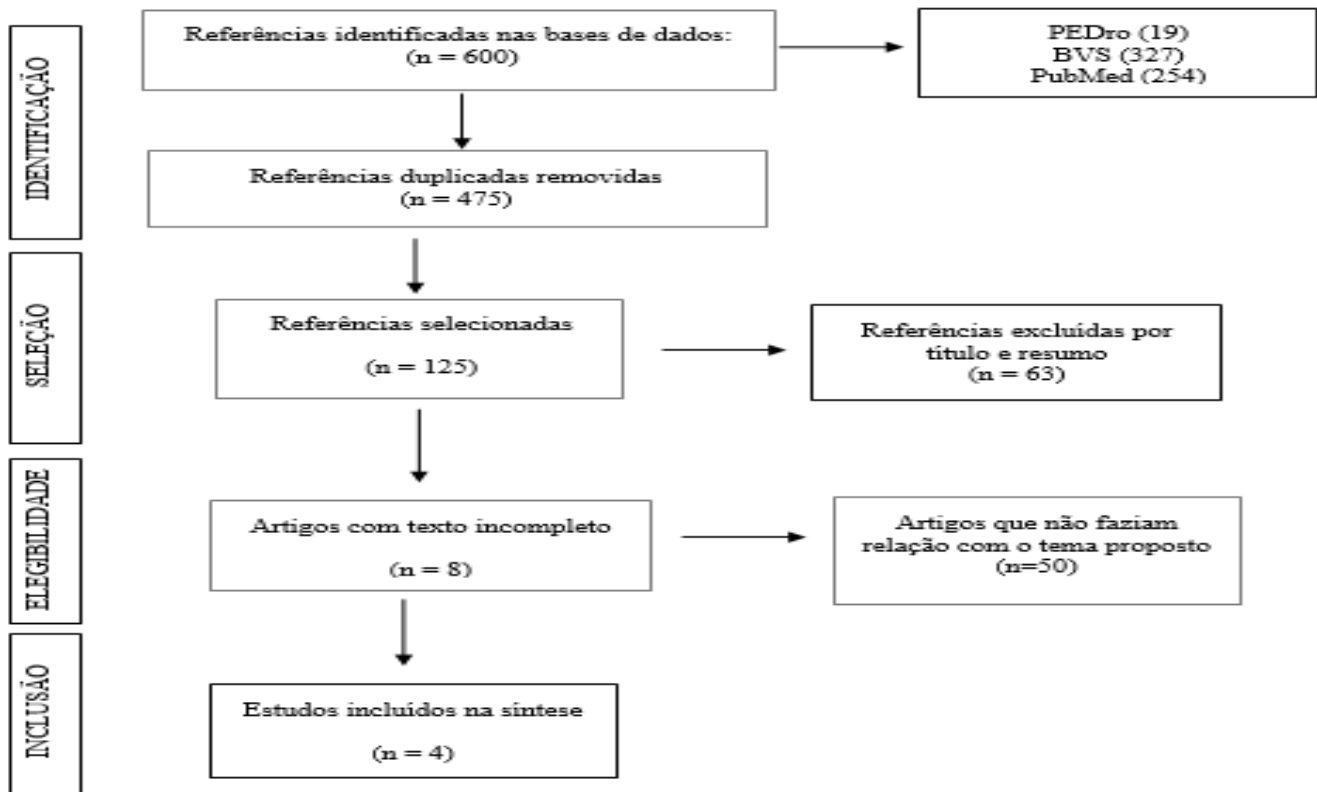 IDENTIFICAÇÃO
Referências identificadas nas bases de dados:
(n = 600)
PEDro (19)
BVS (327)
PubMed (254)
Referências duplicadas removidas
(n = 475)
SELEÇÃO
Referências selecionadas
(n = 125)
Referências excluídas por
título e resumo
(n = 63)
ELEGIBILIDADE
Artigos com texto incompleto
(n = 8)
Artigos que não faziam
relação com o tema proposto
(n=50)
INCLUSÃO
Estudos incluídos na síntese
(n = 4)